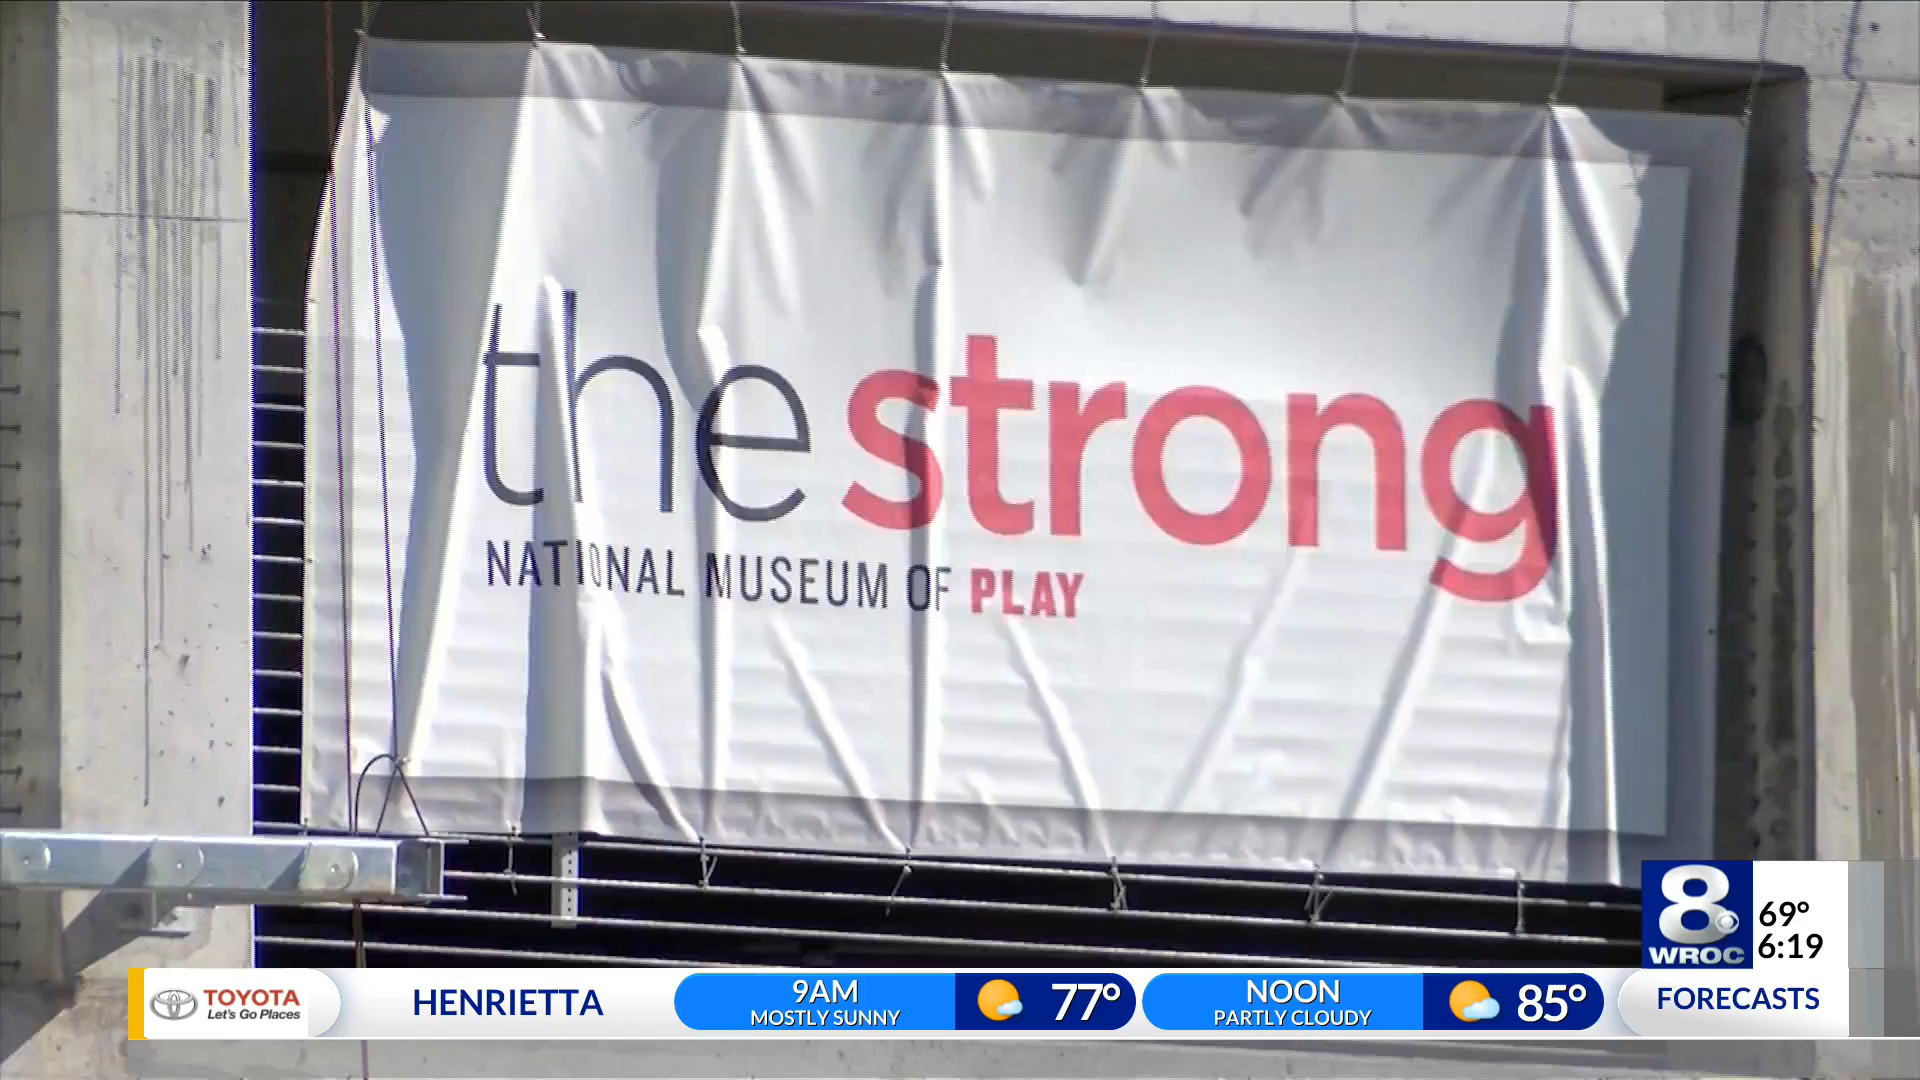 the strong
NATIONAL MUSEUM OF PLAY
8
WROC
69°
6:19
TOYOTA
Let's Go Places
HENRIETTA
9AM
MOSTLY SUNNY
77°
NOON
PARTLY CLOUDY
85°
FORECASTS